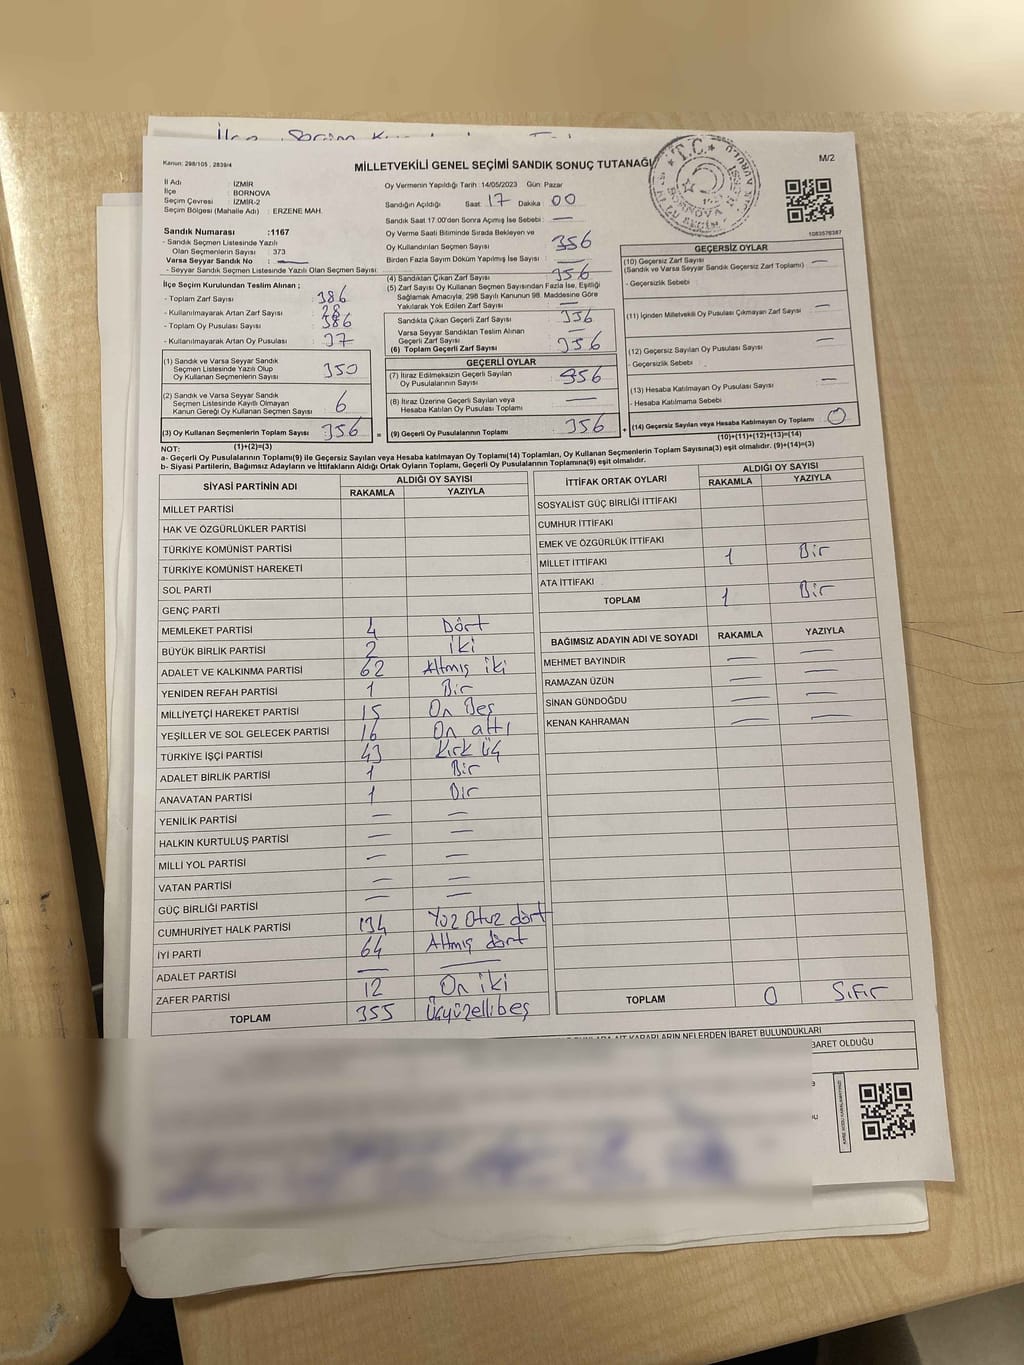 Kanun: 298/105 , 2839/4
MİLLETVEKİLİ GENEL SEÇİMİ SANDIK SONUÇ TUTANAĞI
M/2
İl Adı : İZMİR
İlçe : BORNOVA
Seçim Çevresi : İZMİR-2
Seçim Bölgesi (Mahalle Adı) : ERZENE MAH.
Sandık Numarası :1167
- Sandık Seçmen Listesinde Yazılı
Olan Seçmenlerin Sayısı : 373
Varsa Seyyar Sandık No : —
- Seyyar Sandık Seçmen Listesinde Yazılı Olan Seçmen Sayısı:
Oy Vermenin Yapıldığı Tarih : 14/05/2023 Gün: Pazar
Sandığın Açıldığı Saat 17 Dakika 00
Sandık Saat 17.00'den Sonra Açımış İse Sebebi : —
Oy Verme Saati Bitiminde Sırada Bekleyen ve
Oy Kullandırılan Seçmen Sayısı : 356
Birden Fazla Sayım Döküm Yapılmış İse Sayısı : —
T.C.
BORNOVA
1083576387
İlçe Seçim Kurulundan Teslim Alınan ;
- Toplam Zarf Sayısı : 386
- Kullanılmayarak Artan Zarf Sayısı : 28
- Toplam Oy Pusulası Sayısı : 386
- Kullanılmayarak Artan Oy Pusulası : 37
(1) Sandık ve Varsa Seyyar Sandık
Seçmen Listesinde Yazılı Olup
Oy Kullanan Seçmenlerin Sayısı : 350
(2) Sandık ve Varsa Seyyar Sandık
Seçmen Listesinde Kayıtlı Olmayan
Kanun Gereği Oy Kullanan Seçmen Sayısı : 6
(3) Oy Kullanan Seçmenlerin Toplam Sayısı : 356
(1)+(2)=(3)
(4) Sandıktan Çıkan Zarf Sayısı : 356
(5) Zarf Sayısı Oy Kullanan Seçmen Sayısından Fazla İse, Eşitliği
Sağlamak Amacıyla; 298 Sayılı Kanunun 98. Maddesine Göre
Yakılarak Yok Edilen Zarf Sayısı : —
Sandıkta Çıkan Geçerli Zarf Sayısı : 356
Varsa Seyyar Sandıktan Teslim Alınan
Geçerli Zarf Sayısı : —
(6) Toplam Geçerli Zarf Sayısı : 356
GEÇERLİ OYLAR
(7) İtiraz Edilmeksizin Geçerli Sayılan
Oy Pusulalarının Sayısı : 356
(8) İtiraz Üzerine Geçerli Sayılan veya
Hesaba Katılan Oy Pusulası Toplamı : —
= (9) Geçerli Oy Pusulalarının Toplamı : 356 +
GEÇERSİZ OYLAR
(10) Geçersiz Zarf Sayısı : —
(Sandık ve Varsa Seyyar Sandık Geçersiz Zarf Toplamı)
- Geçersizlik Sebebi :
(11) İçinden Milletvekili Oy Pusulası Çıkmayan Zarf Sayısı : —
(12) Geçersiz Sayılan Oy Pusulası Sayısı : —
- Geçersizlik Sebebi :
(13) Hesaba Katılmayan Oy Pusulası Sayısı : —
- Hesaba Katılmama Sebebi :
(14) Geçersiz Sayılan veya Hesaba Katılmayan Oy Toplamı : 0
(10)+(11)+(12)+(13)=(14)
NOT:
a- Geçerli Oy Pusulalarının Toplamı(9) ile Geçersiz Sayılan veya Hesaba katılmayan Oy Toplamı(14) Toplamları, Oy Kullanan Seçmenlerin Toplam Sayısına(3) eşit olmalıdır. (9)+(14)=(3)
b- Siyasi Partilerin, Bağımsız Adayların ve İttifakların Aldığı Ortak Oyların Toplamı, Geçerli Oy Pusulalarının Toplamına(9) eşit olmalıdır.
SİYASİ PARTİNİN ADI ALDIĞI OY SAYISI
RAKAMLA YAZIYLA
MİLLET PARTİSİ
HAK VE ÖZGÜRLÜKLER PARTİSİ
TÜRKİYE KOMÜNİST PARTİSİ
TÜRKİYE KOMÜNİST HAREKETİ
SOL PARTİ
GENÇ PARTİ
MEMLEKET PARTİSİ 4 Dört
BÜYÜK BİRLİK PARTİSİ 2 iki
ADALET VE KALKINMA PARTİSİ 62 Altmış iki
YENİDEN REFAH PARTİSİ 1 Bir
MİLLİYETÇİ HAREKET PARTİSİ 15 On Beş
YEŞİLLER VE SOL GELECEK PARTİSİ 16 On altı
TÜRKİYE İŞÇİ PARTİSİ 43 Kırk üç
ADALET BİRLİK PARTİSİ 1 Bir
ANAVATAN PARTİSİ 1 Bir
YENİLİK PARTİSİ — —
HALKIN KURTULUŞ PARTİSİ — —
MİLLİ YOL PARTİSİ — —
VATAN PARTİSİ — —
GÜÇ BİRLİĞİ PARTİSİ — —
CUMHURİYET HALK PARTİSİ 134 Yüz Otuz dört
İYİ PARTİ 64 Altmış dört
ADALET PARTİSİ — —
ZAFER PARTİSİ 12 On iki
TOPLAM 355 Üçyüzellibeş
İTTİFAK ORTAK OYLARI ALDIĞI OY SAYISI
RAKAMLA YAZIYLA
SOSYALİST GÜÇ BİRLİĞİ İTTİFAKI
CUMHUR İTTİFAKI
EMEK VE ÖZGÜRLÜK İTTİFAKI
MİLLET İTTİFAKI 1 Bir
ATA İTTİFAKI
TOPLAM 1 Bir
BAĞIMSIZ ADAYIN ADI VE SOYADI RAKAMLA YAZIYLA
MEHMET BAYINDIR — —
RAMAZAN ÜZÜN — —
SİNAN GÜNDOĞDU — —
KENAN KAHRAMAN — —
TOPLAM 0 Sıfır
KARARLARIN NELERDEN İBARET BULUNDUKLARI
BARET OLDUĞU